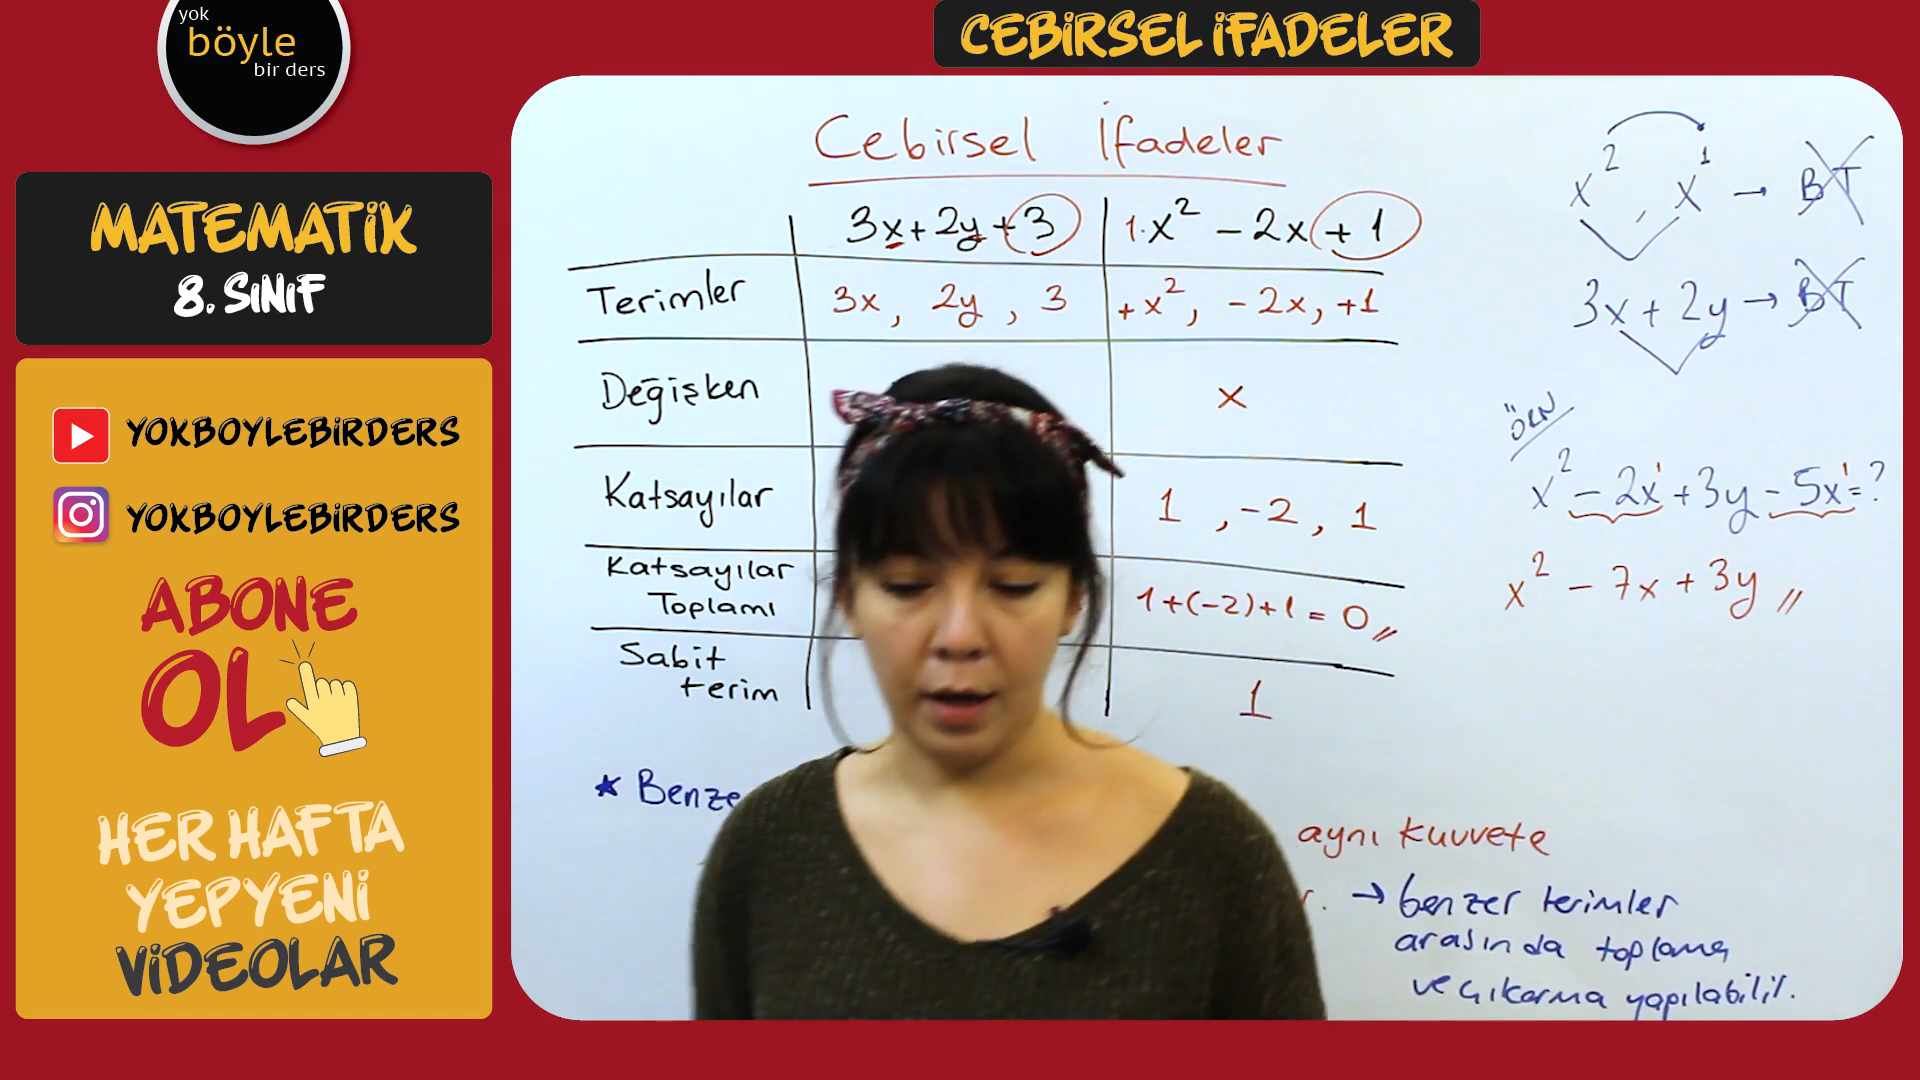 yok
böyle
bir ders
CEBİRSEL İFADELER
MATEMATİK
8. SINIF
YOKBOYLEBİRDERS
YOKBOYLEBİRDERS
ABONE
OL
HER HAFTA
YEPYENİ
VİDEOLAR
Cebirsel İfadeler
3x+2y+3 1·x² - 2x + 1
Terimler 3x, 2y, 3 +x², -2x, +1
Değişken x
Katsayılar 1, -2, 1
Katsayılar
Toplamı 1+(-2)+1 = 0
Sabit
terim 1
★ Benze
aynı kuvvete
→ benzer terimler
arasında toplama
ve çıkarma yapılabilir.
x², x¹ → BT
3x + 2y → BT
ÖRN
x² - 2x¹ + 3y - 5x¹ = ?
x² - 7x + 3y